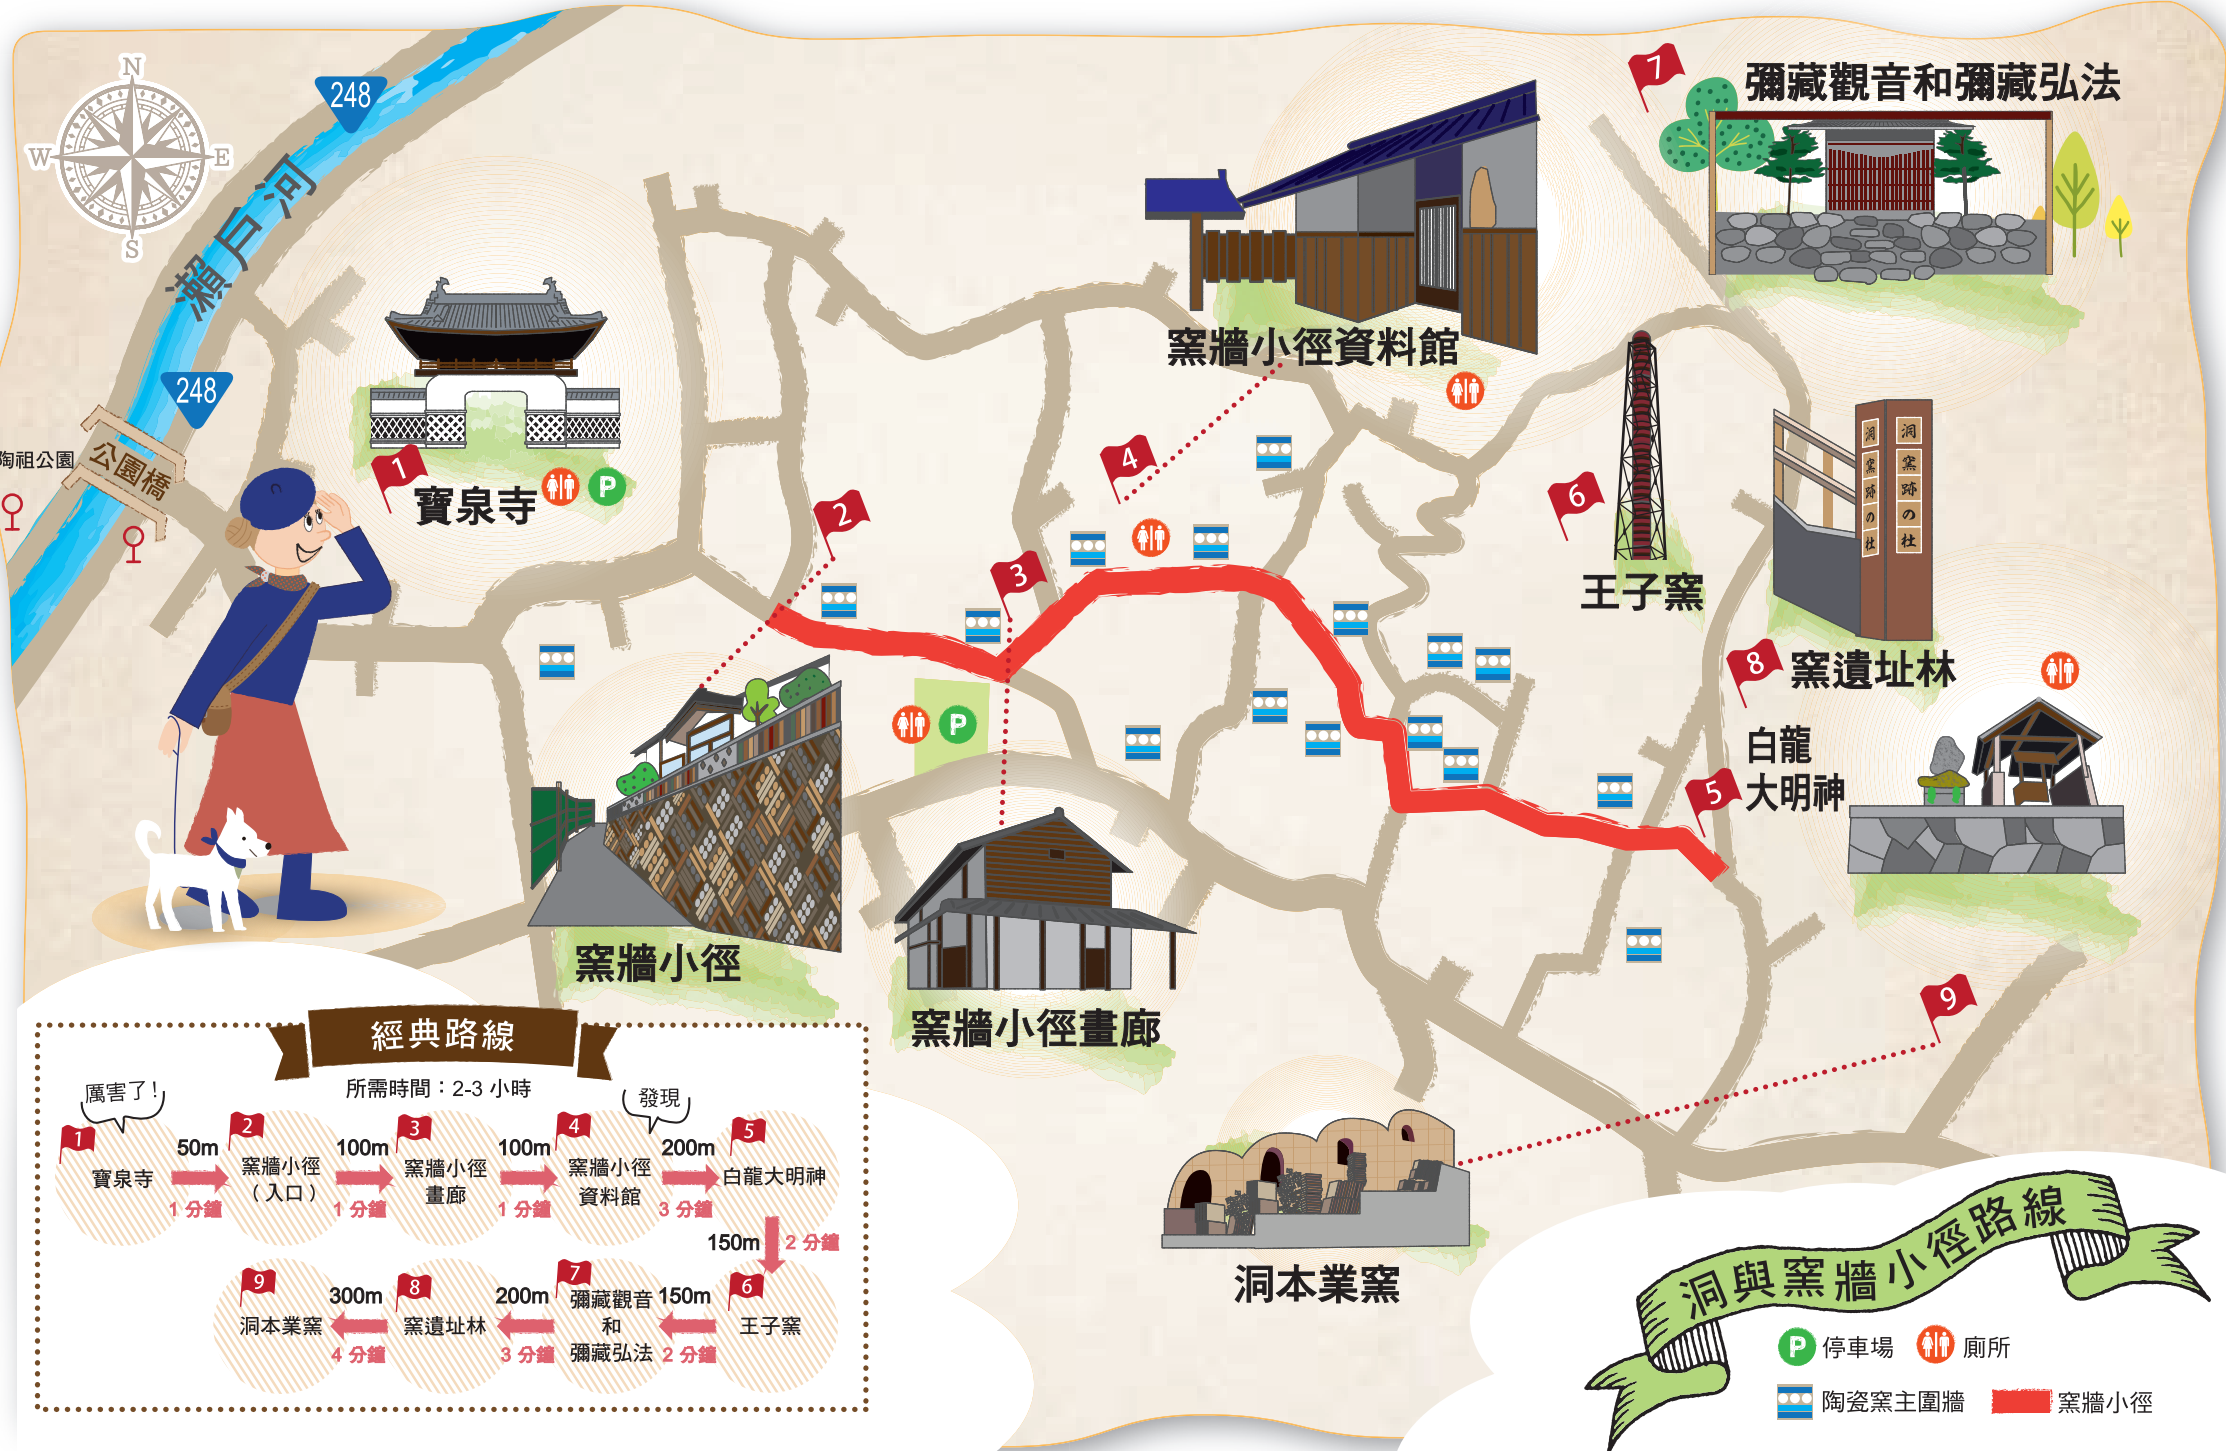 N
W
E
S
248
瀨戶河
248
陶祖公園
公園橋
1
寶泉寺
P
2
3
4
窯牆小徑資料館
7
彌藏觀音和彌藏弘法
6
王子窯
洞窯跡の杜
洞窯跡の杜
8
窯遺址林
5
白龍
大明神
P
窯牆小徑
窯牆小徑畫廊
9
洞本業窯
經典路線
所需時間：2-3 小時
厲害了！
發現
1
寶泉寺
50m
1 分鐘
2
窯牆小徑
（入口）
100m
1 分鐘
3
窯牆小徑
畫廊
100m
1 分鐘
4
窯牆小徑
資料館
200m
3 分鐘
5
白龍大明神
150m
2 分鐘
6
王子窯
150m
2 分鐘
7
彌藏觀音
和
彌藏弘法
200m
3 分鐘
8
窯遺址林
300m
4 分鐘
9
洞本業窯
洞與窯牆小徑路線
P 停車場
廁所
陶瓷窯主圍牆
窯牆小徑